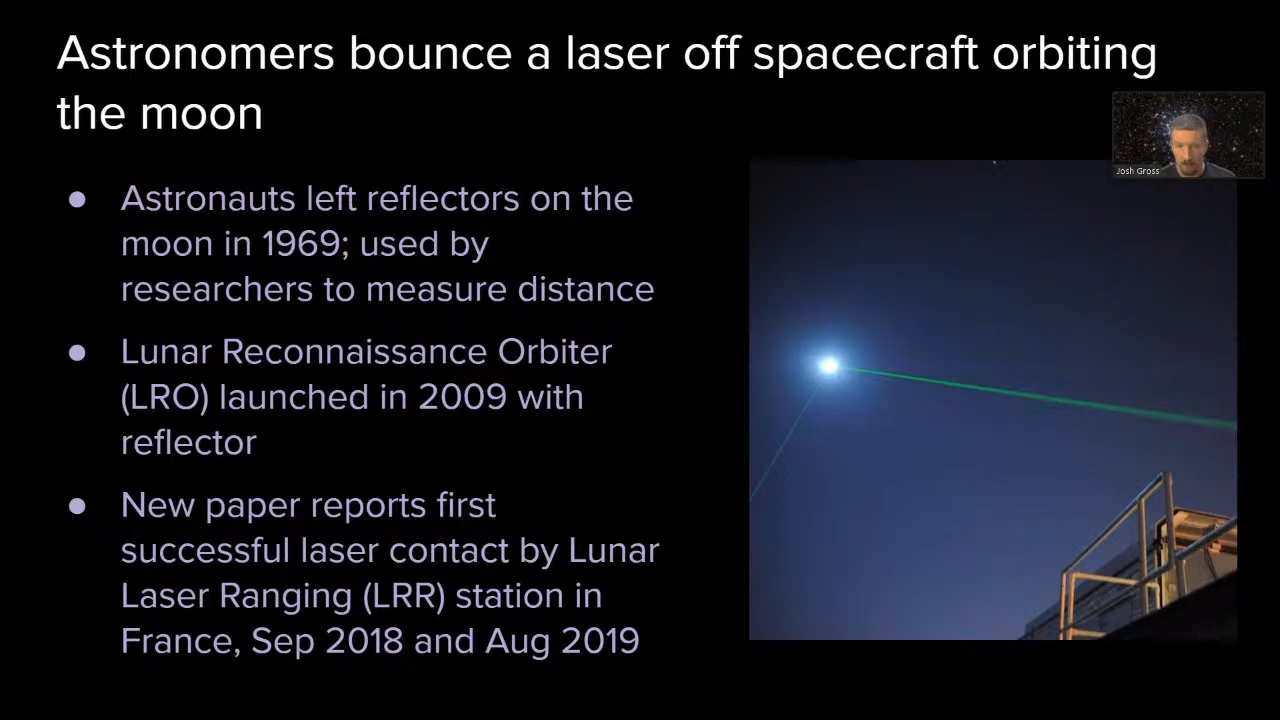 Astronomers bounce a laser off spacecraft orbiting
the moon
Josh Gross
● Astronauts left reflectors on the
moon in 1969; used by
researchers to measure distance
● Lunar Reconnaissance Orbiter
(LRO) launched in 2009 with
reflector
● New paper reports first
successful laser contact by Lunar
Laser Ranging (LRR) station in
France, Sep 2018 and Aug 2019